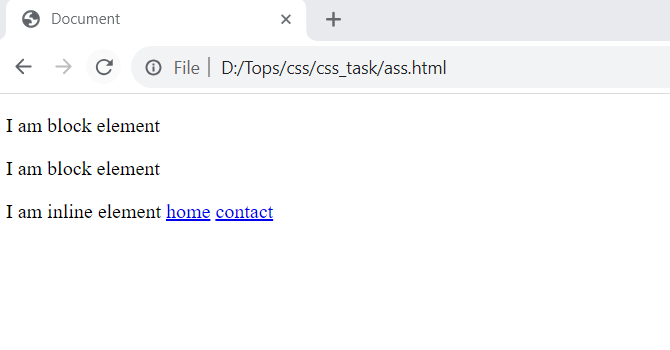 Document
File D:/Tops/css/css_task/ass.html
I am block element
I am block element
I am inline element home contact